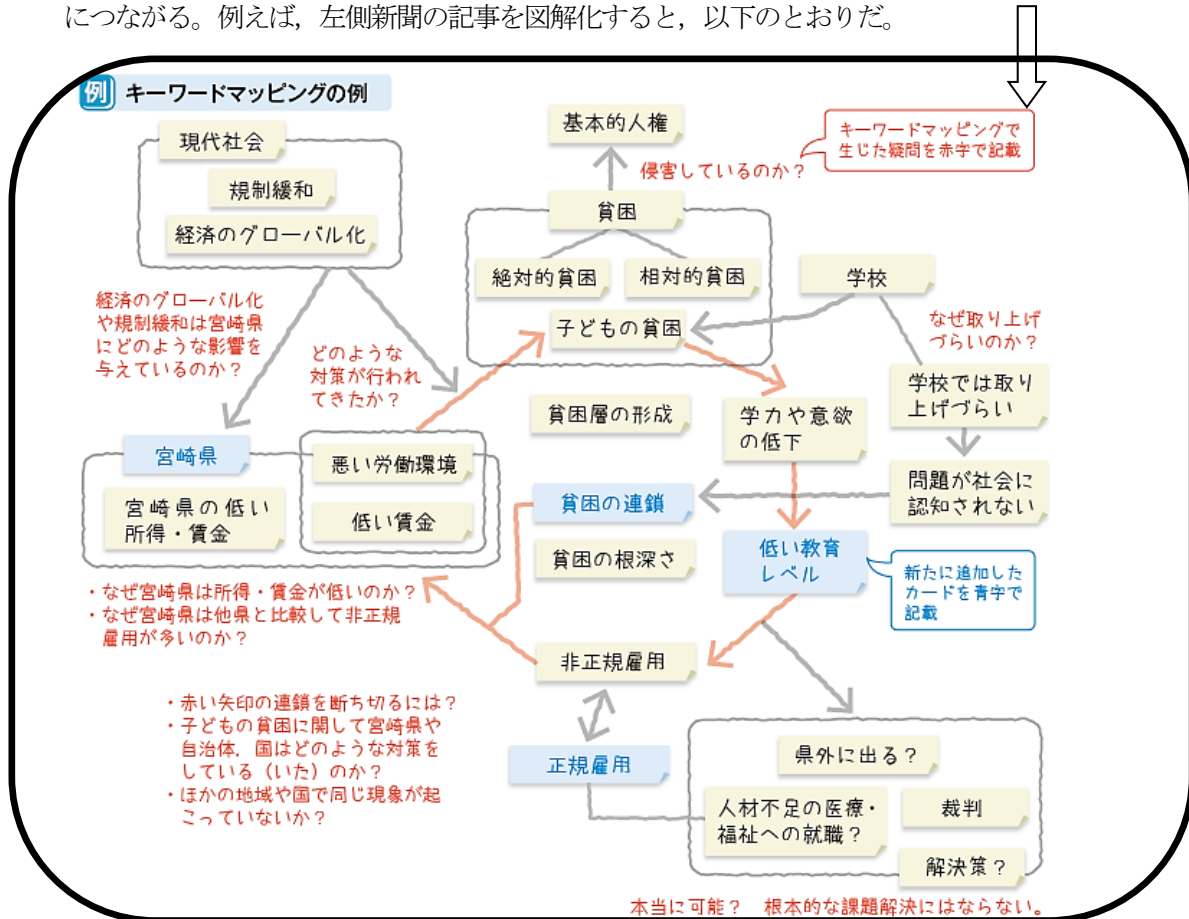 につながる。例えば，左側新聞の記事を図解化すると，以下のとおりだ。
例 キーワードマッピングの例
現代社会
規制緩和
経済のグローバル化
基本的人権
侵害しているのか？
キーワードマッピングで
生じた疑問を赤字で記載
貧困
絶対的貧困
相対的貧困
子どもの貧困
学校
経済のグローバル化
や規制緩和は宮崎県
にどのような影響を
与えているのか？
どのような
対策が行われ
てきたか？
なぜ取り上げ
づらいのか？
学校では取り
上げづらい
貧困層の形成
学力や意欲
の低下
宮崎県
悪い労働環境
宮崎県の低い
所得・賃金
低い賃金
貧困の連鎖
問題が社会に
認知されない
貧困の根深さ
低い教育
レベル
新たに追加した
カードを青字で
記載
・なぜ宮崎県は所得・賃金が低いのか？
・なぜ宮崎県は他県と比較して非正規
雇用が多いのか？
非正規雇用
・赤い矢印の連鎖を断ち切るには？
・子どもの貧困に関して宮崎県や
自治体，国はどのような対策を
している（いた）のか？
・ほかの地域や国で同じ現象が起
こっていないか？
正規雇用
県外に出る？
人材不足の医療・
福祉への就職？
裁判
解決策？
本当に可能？　根本的な課題解決にはならない。